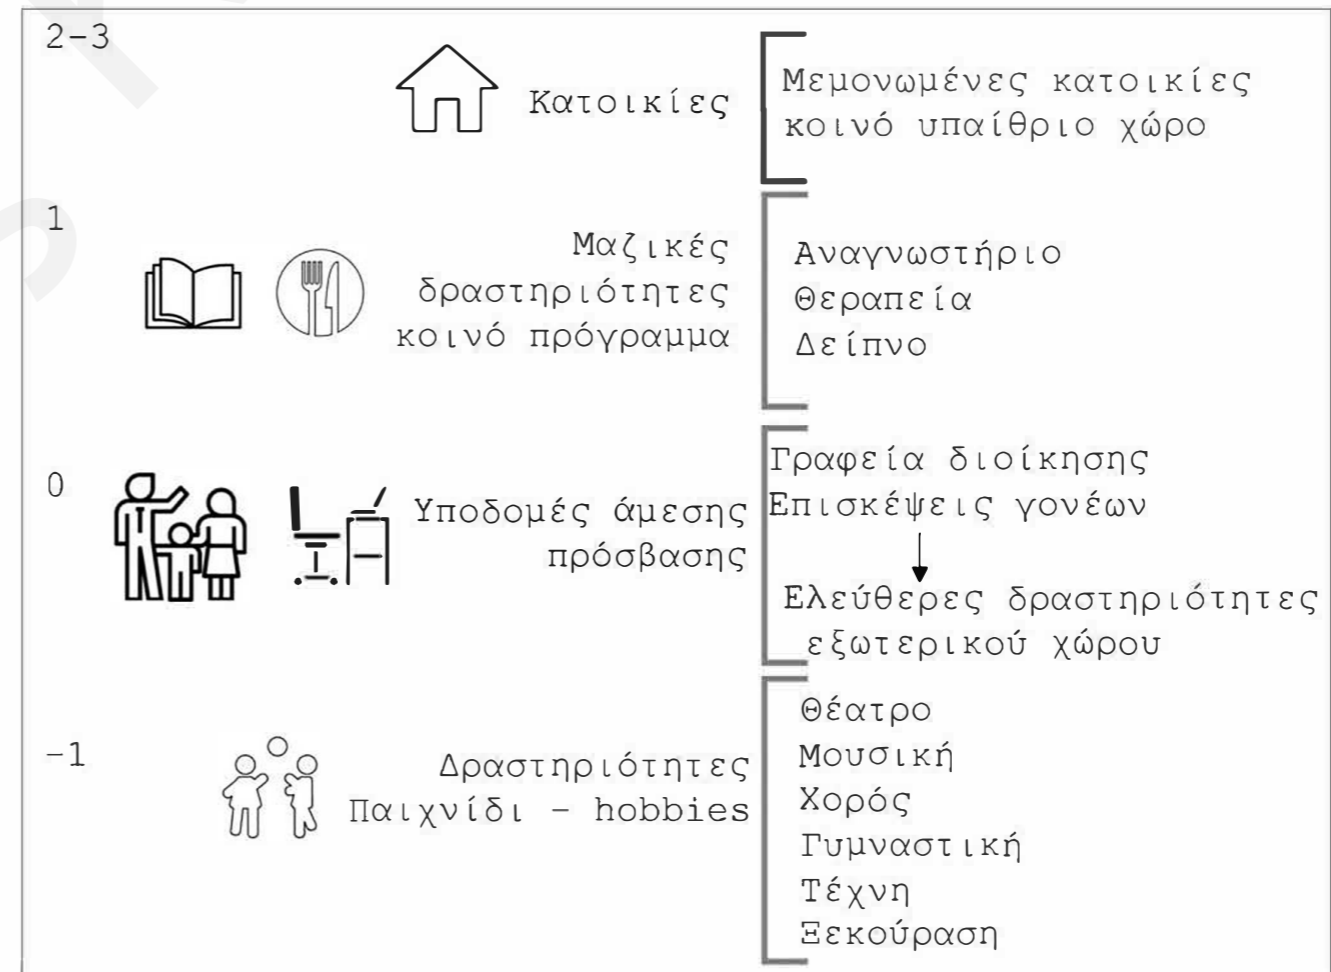 2-3
Κατοικίες
Μεμονωμένες κατοικίες
κοινό υπαίθριο χώρο
1
Μαζικές
δραστηριότητες
κοινό πρόγραμμα
Αναγνωστήριο
Θεραπεία
Δείπνο
0
Υποδομές άμεσης
πρόσβασης
Γραφεία διοίκησης
Επισκέψεις γονέων
Ελεύθερες δραστηριότητες
εξωτερικού χώρου
-1
Δραστηριότητες
Παιχνίδι - hobbies
Θέατρο
Μουσική
Χορός
Γυμναστική
Τέχνη
Ξεκούραση